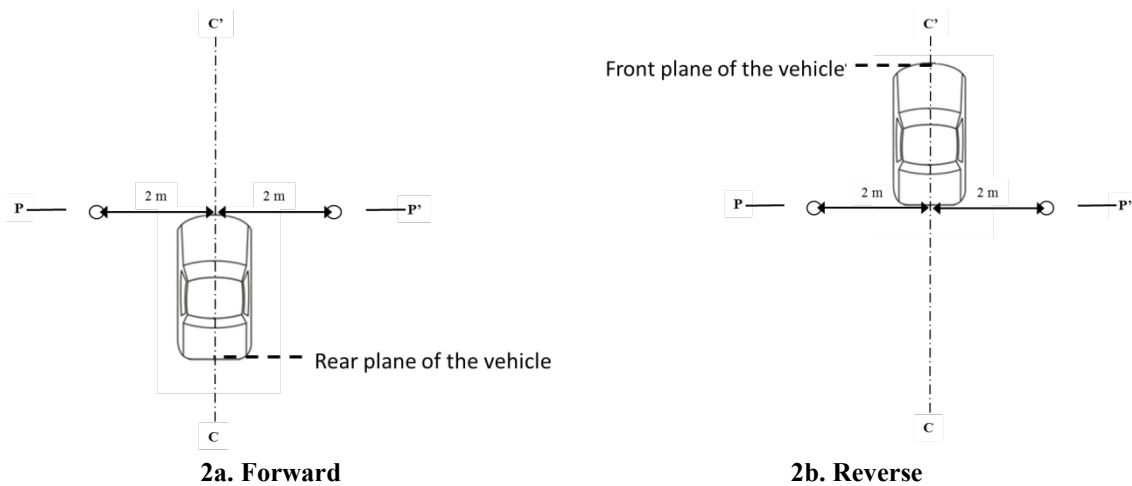 C’
2 m
2 m
P
P’
Rear plane of the vehicle
C
2a. Forward
C’
Front plane of the vehicle
2 m
2 m
P
P’
C
2b. Reverse